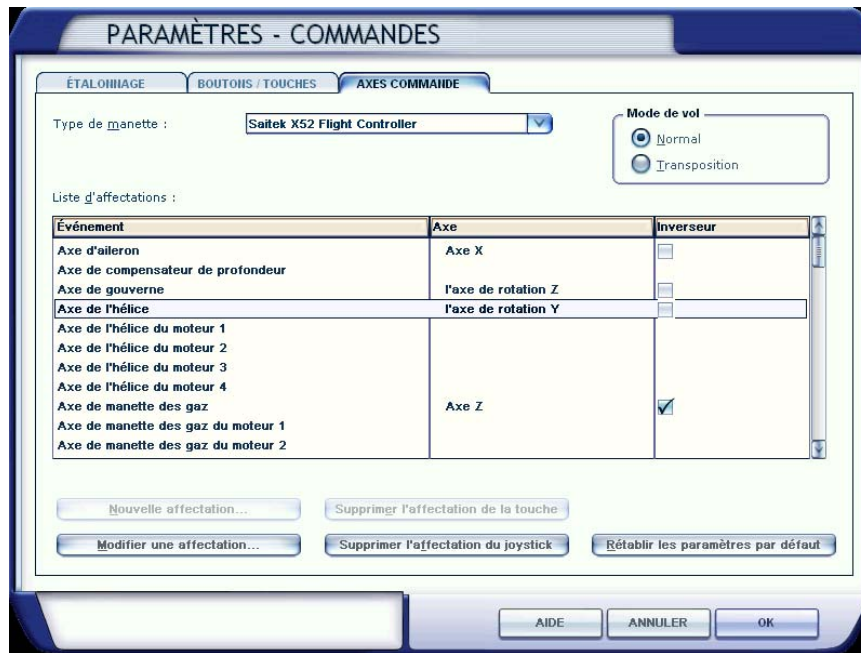 PARAMÈTRES - COMMANDES
ÉTALONNAGE BOUTONS / TOUCHES AXES COMMANDE
Type de manette : Saitek X52 Flight Controller
Mode de vol
Normal
Transposition
Liste d'affectations :
Événement Axe Inverseur
Axe d'aileron Axe X
Axe de compensateur de profondeur
Axe de gouverne l'axe de rotation Z
Axe de l'hélice l'axe de rotation Y
Axe de l'hélice du moteur 1
Axe de l'hélice du moteur 2
Axe de l'hélice du moteur 3
Axe de l'hélice du moteur 4
Axe de manette des gaz Axe Z
Axe de manette des gaz du moteur 1
Axe de manette des gaz du moteur 2
Nouvelle affectation... Supprimer l'affectation de la touche
Modifier une affectation... Supprimer l'affectation du joystick Rétablir les paramètres par défaut
AIDE ANNULER OK